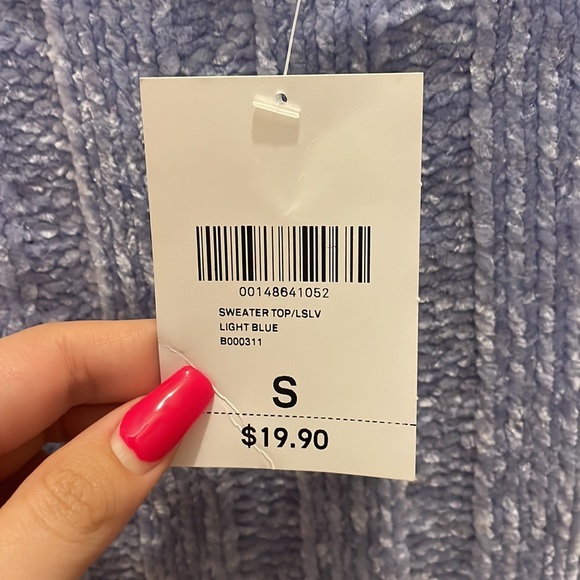 00148641052
SWEATER TOP/LSLV
LIGHT BLUE
B000311
S
$19.90